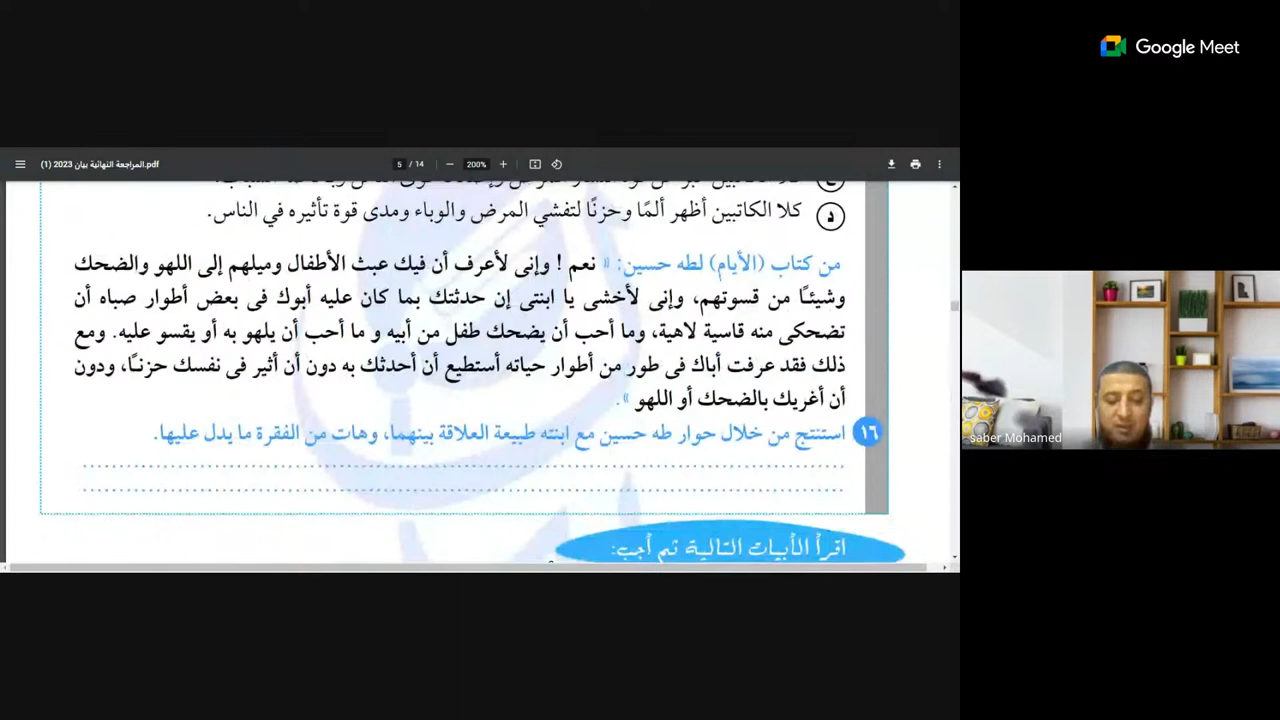 Google Meet
المراجعة النهائية بيان 2023 (1).pdf
5 / 14
200%
د كلا الكاتبين أظهر ألمًا وحزنًا لتفشي المرض والوباء ومدى قوة تأثيره في الناس.
من كتاب (الأيام) لطه حسين: « نعم ! وإنى لأعرف أن فيك عبث الأطفال وميلهم إلى اللهو والضحك
وشيئًا من قسوتهم، وإنى لأخشى يا ابنتى إن حدثتك بما كان عليه أبوك فى بعض أطوار صباه أن
تضحكى منه قاسية لاهية، وما أحب أن يضحك طفل من أبيه و ما أحب أن يلهو به أو يقسو عليه. ومع
ذلك فقد عرفت أباك فى طور من أطوار حياته أستطيع أن أحدثك به دون أن أثير فى نفسك حزنًا، ودون
أن أغريك بالضحك أو اللهو ».
١٦ استنتج من خلال حوار طه حسين مع ابنته طبيعة العلاقة بينهما، وهات من الفقرة ما يدل عليها.
اقرأ الأبيات التالية ثم أجب:
saber Mohamed